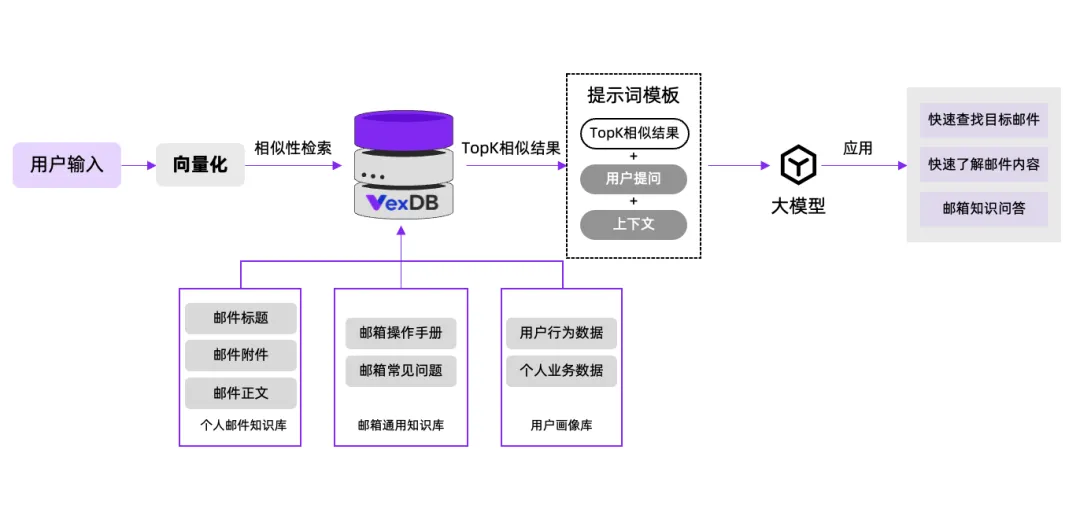 用户输入
向量化
相似性检索
VexDB
TopK相似结果
提示词模板
TopK相似结果
+
用户提问
+
上下文
大模型
应用
快速查找目标邮件
快速了解邮件内容
邮箱知识问答
邮件标题
邮件附件
邮件正文
个人邮件知识库
邮箱操作手册
邮箱常见问题
邮箱通用知识库
用户行为数据
个人业务数据
用户画像库